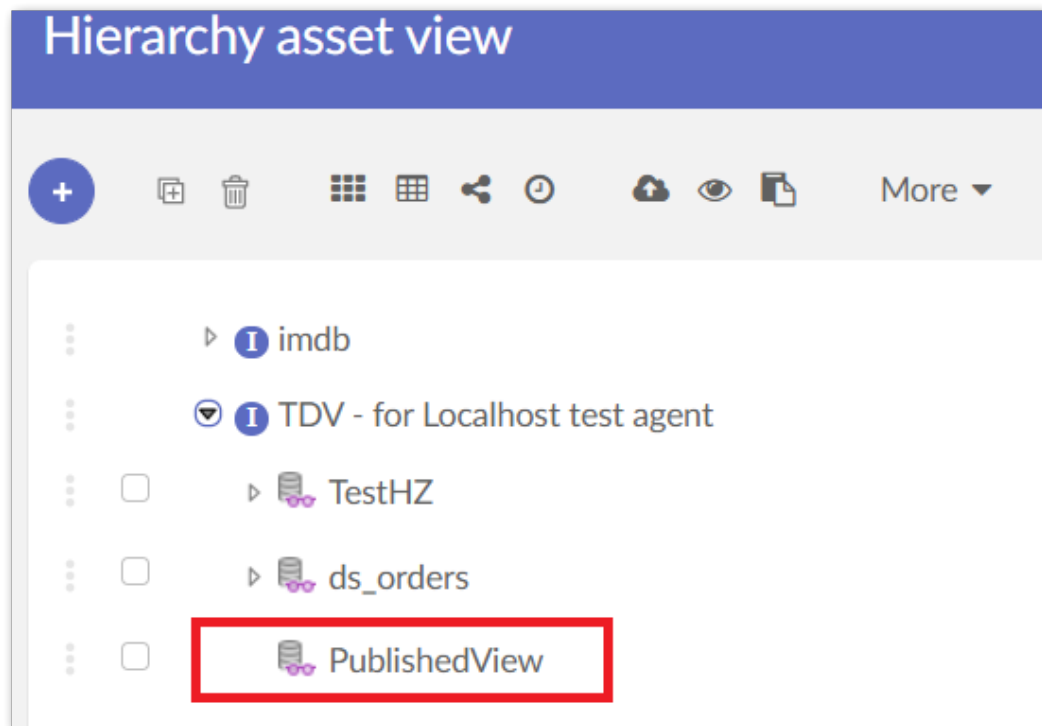 Hierarchy asset view
+ More
I imdb
I TDV - for Localhost test agent
TestHZ
ds_orders
PublishedView